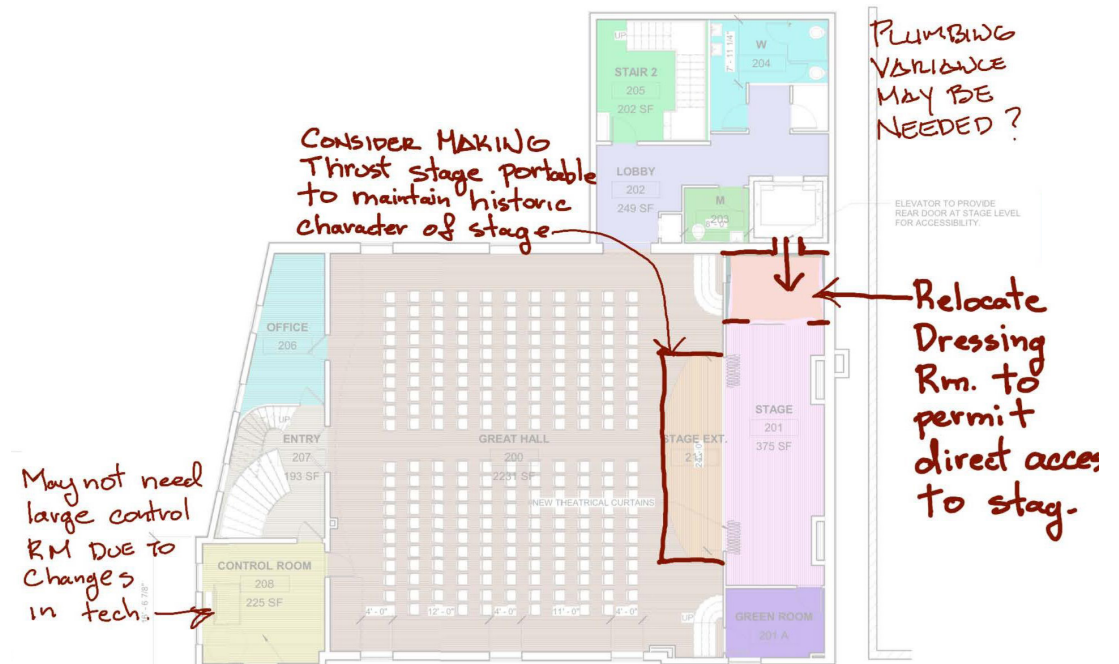 PLUMBING
VARIANCE
MAY BE
NEEDED ?
UP
STAIR 2
205
202 SF
7' - 11 1/4"
W
204
CONSIDER MAKING
Thrust stage portable
to maintain historic
character of stage
LOBBY
202
249 SF
M
203
ELEVATOR TO PROVIDE
REAR DOOR AT STAGE LEVEL
FOR ACCESSIBILITY.
Relocate
Dressing
Rm. to
permit
direct acces
to stag.
OFFICE
206
UP
ENTRY
207
193 SF
GREAT HALL
200
2231 SF
STAGE EXT.
STAGE
201
375 SF
NEW THEATRICAL CURTAINS
May not need
large control
RM DUE TO
Changes
in tech.
CONTROL ROOM
208
225 SF
4' - 0"
12' - 0"
4' - 0"
11' - 0"
4' - 0"
UP
GREEN ROOM
201 A